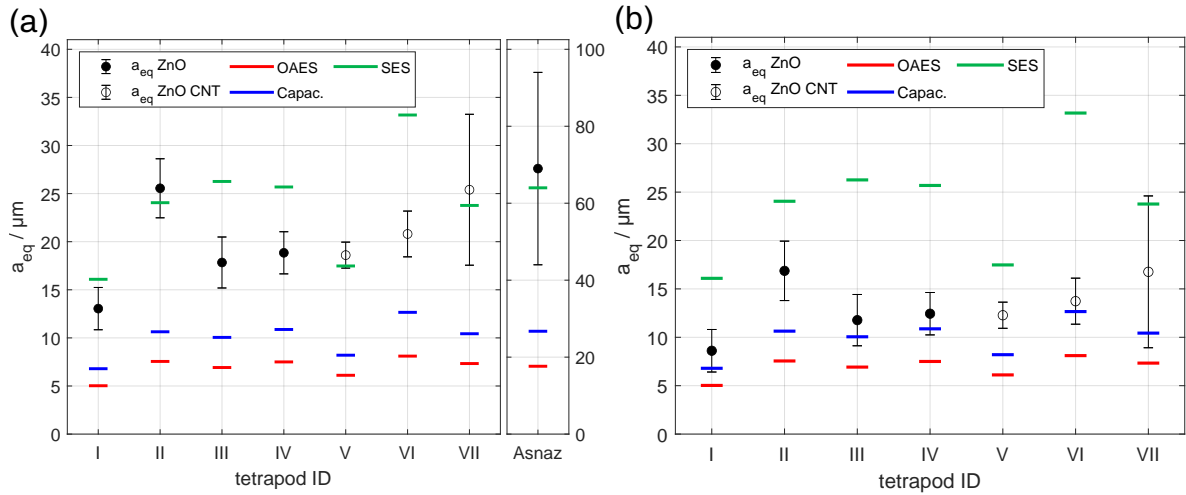 (a)
40
35
30
25
20
15
10
5
0
a_eq / µm
a_eq ZnO
a_eq ZnO CNT
OAES
Capac.
SES
I II III IV V VI VII
tetrapod ID
100
80
60
40
20
0
Asnaz
(b)
40
35
30
25
20
15
10
5
0
a_eq / µm
a_eq ZnO
a_eq ZnO CNT
OAES
Capac.
SES
I II III IV V VI VII
tetrapod ID